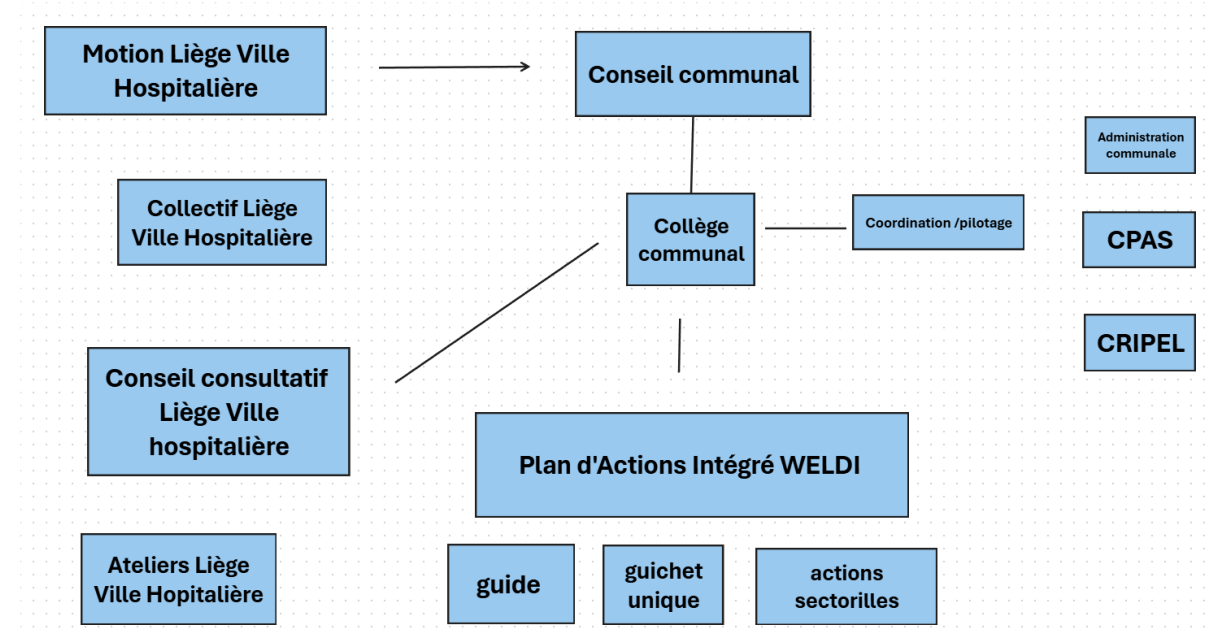 Motion Liège Ville
Hospitalière
Conseil communal
Administration
communale
Collectif Liège
Ville Hospitalière
Collège
communal
Coordination /pilotage
CPAS
CRIPEL
Conseil consultatif
Liège Ville
hospitalière
Plan d'Actions Intégré WELDI
Ateliers Liège
Ville Hopitalière
guide
guichet
unique
actions
sectorilles